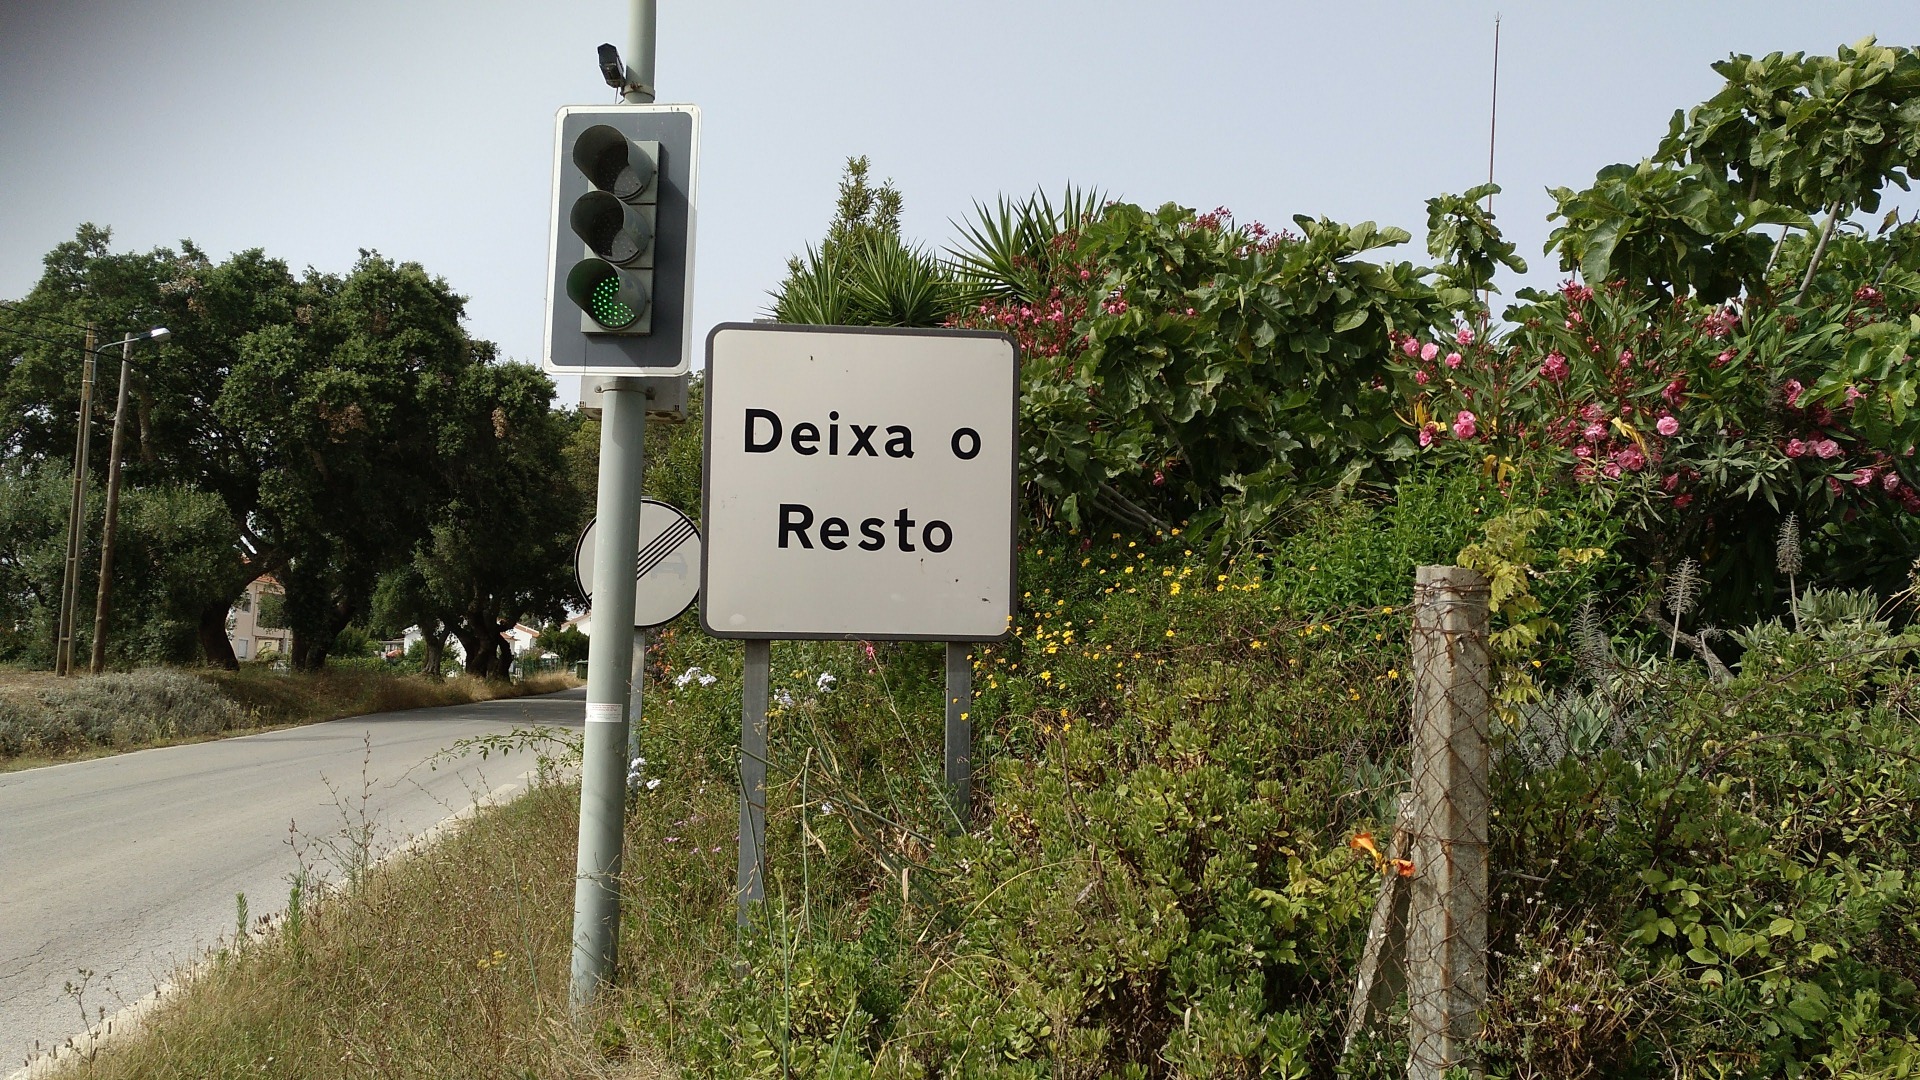 Deixa o
Resto